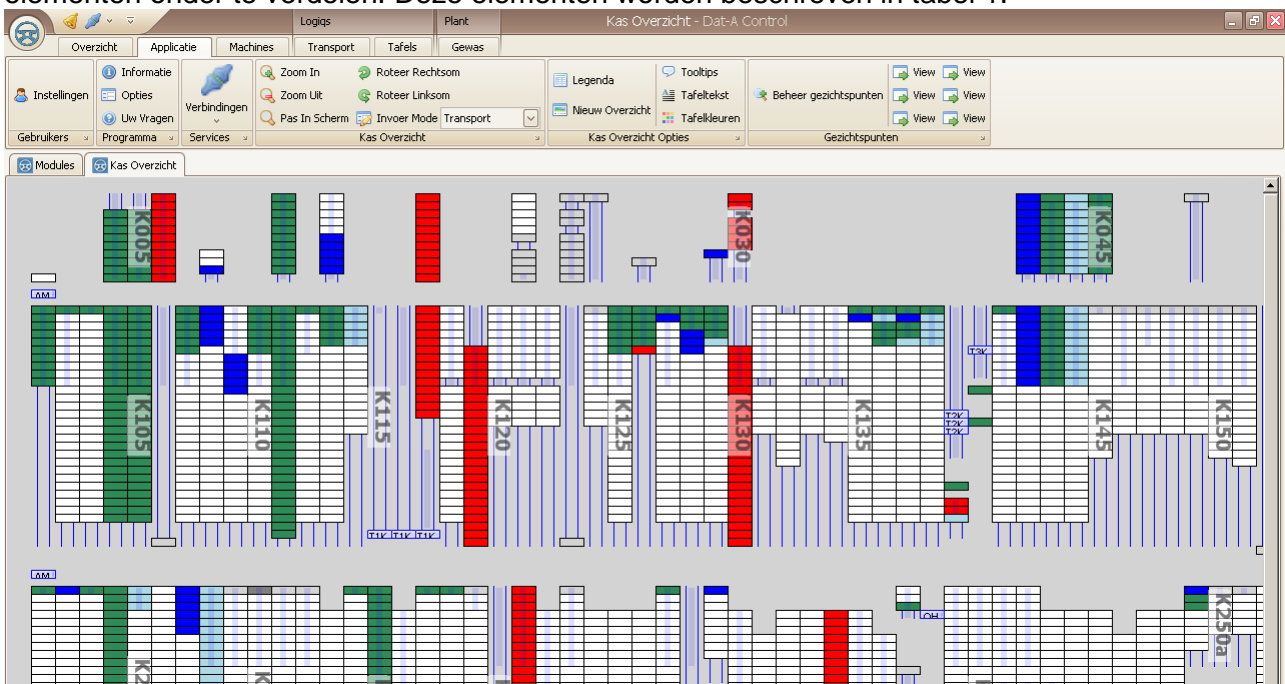 elementen onder te verdelen. Deze elementen worden beschreven in tabel 1.
Logiqs Plant Kas Overzicht - Dat-A Control
Overzicht Applicatie Machines Transport Tafels Gewas
Instellingen
Gebruikers
Informatie
Opties
Uw Vragen
Programma
Verbindingen
Services
Zoom In
Zoom Uit
Pas In Scherm
Roteer Rechtsom
Roteer Linksom
Invoer Mode Transport
Kas Overzicht
Legenda
Nieuw Overzicht
Tooltips
Tafeltekst
Tafelkleuren
Kas Overzicht Opties
Beheer gezichtspunten
View View
View View
View View
Gezichtspunten
Modules Kas Overzicht
K005 K030 K045
AM
T3K
K105 K110 K115 K120 K125 K130 K135 K145 K150
T2K
T2K
T2K
T1K T1K T1K
AM
OH
K250a